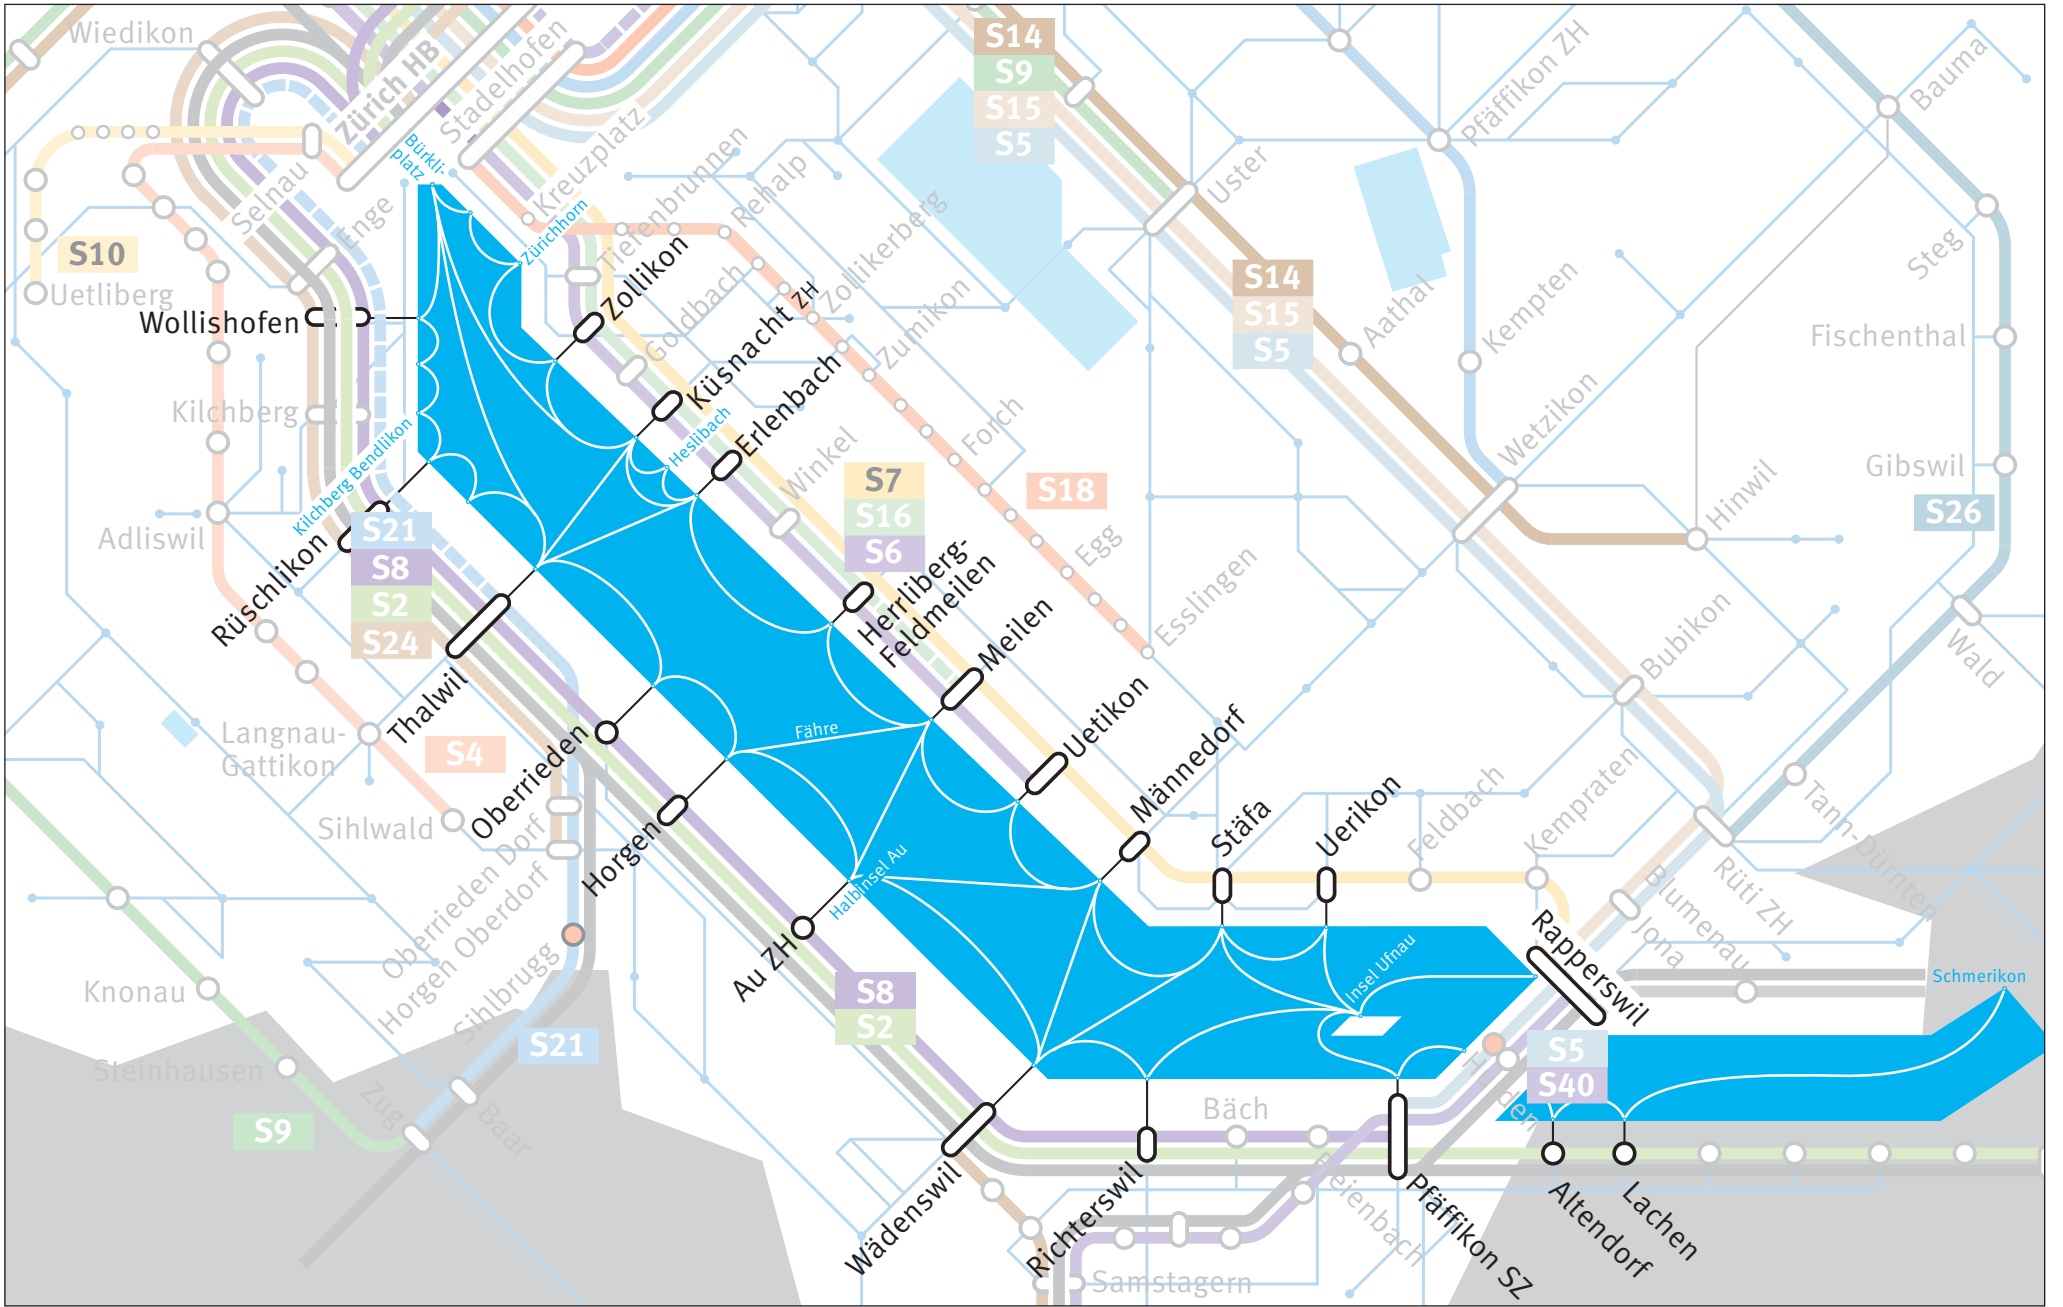 Wiedikon
Zürich HB
Stadelhofen
Kreuzplatz
Bürkli-
platz
Zürichhorn
Selnau
Enge
Tiefenbrunnen
Rehalp
Zollikerberg
S10
Uetliberg
Wollishofen
Zollikon
Goldbach
Küsnacht ZH
Zumikon
Heslibach
Erlenbach
Kilchberg
Kilchberg Bendlikon
Winkel
Forch
S14
S9
S15
S5
Uster
Pfäffikon ZH
Bauma
Steg
S14
S15
S5
Aathal
Kempten
Fischenthal
Wetzikon
Gibswil
Hinwil
S26
S7
S16
S6
S18
Egg
Esslingen
Adliswil
Rüschlikon
S21
S8
S2
S24
Thalwil
Herrliberg-
Feldmeilen
Meilen
Uetikon
Männedorf
Bubikon
Wald
Langnau-
Gattikon
S4
Sihlwald
Oberrieden
Fähre
Horgen
Oberrieden Dorf
Horgen Oberdorf
Sihlbrugg
Halbinsel Au
Au ZH
Stäfa
Uerikon
Feldbach
Kempraten
Tann-Dürnten
Rüti ZH
Blumenau
Jona
Rapperswil
Insel Ufnau
Schmerikon
Knonau
Steinhausen
S9
Zug
Baar
S21
S8
S2
S5
S40
Bäch
Wädenswil
Richterswil
Samstagern
Pfäffikon SZ
Altendorf
Lachen